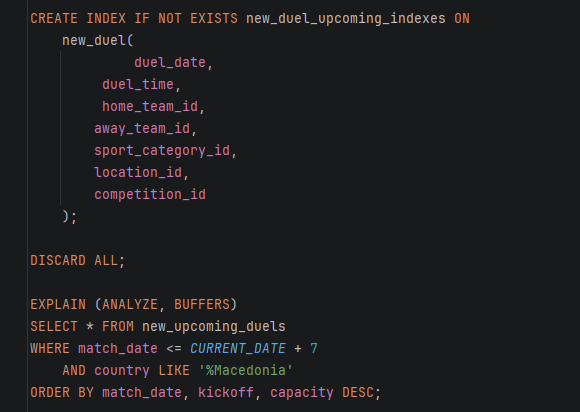 CREATE INDEX IF NOT EXISTS new_duel_upcoming_indexes ON
new_duel(
duel_date,
duel_time,
home_team_id,
away_team_id,
sport_category_id,
location_id,
competition_id
);
DISCARD ALL;
EXPLAIN (ANALYZE, BUFFERS)
SELECT * FROM new_upcoming_duels
WHERE match_date <= CURRENT_DATE + 7
AND country LIKE '%Macedonia'
ORDER BY match_date, kickoff, capacity DESC;